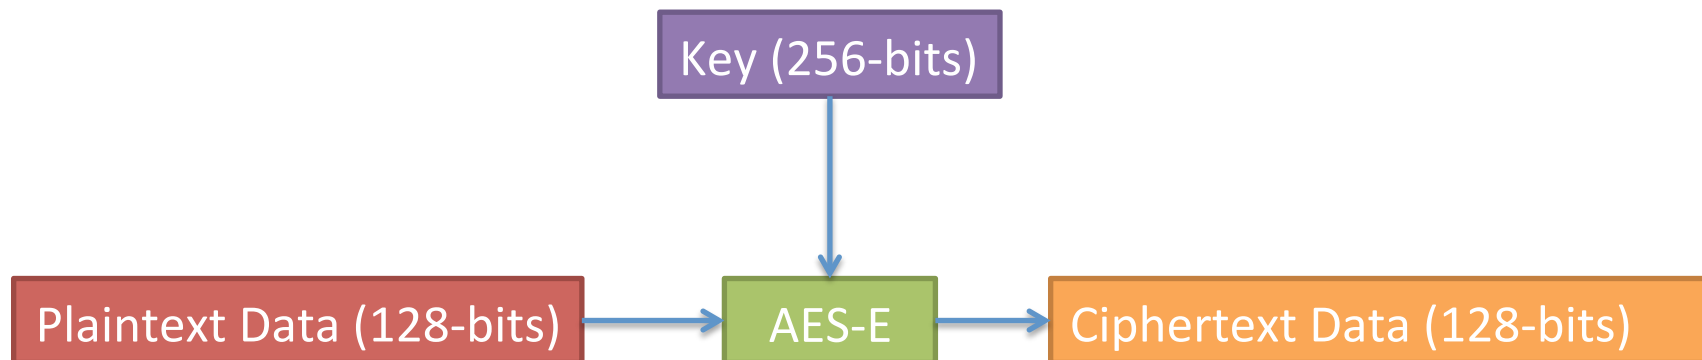 Key (256-bits)
Plaintext Data (128-bits)
AES-E
Ciphertext Data (128-bits)